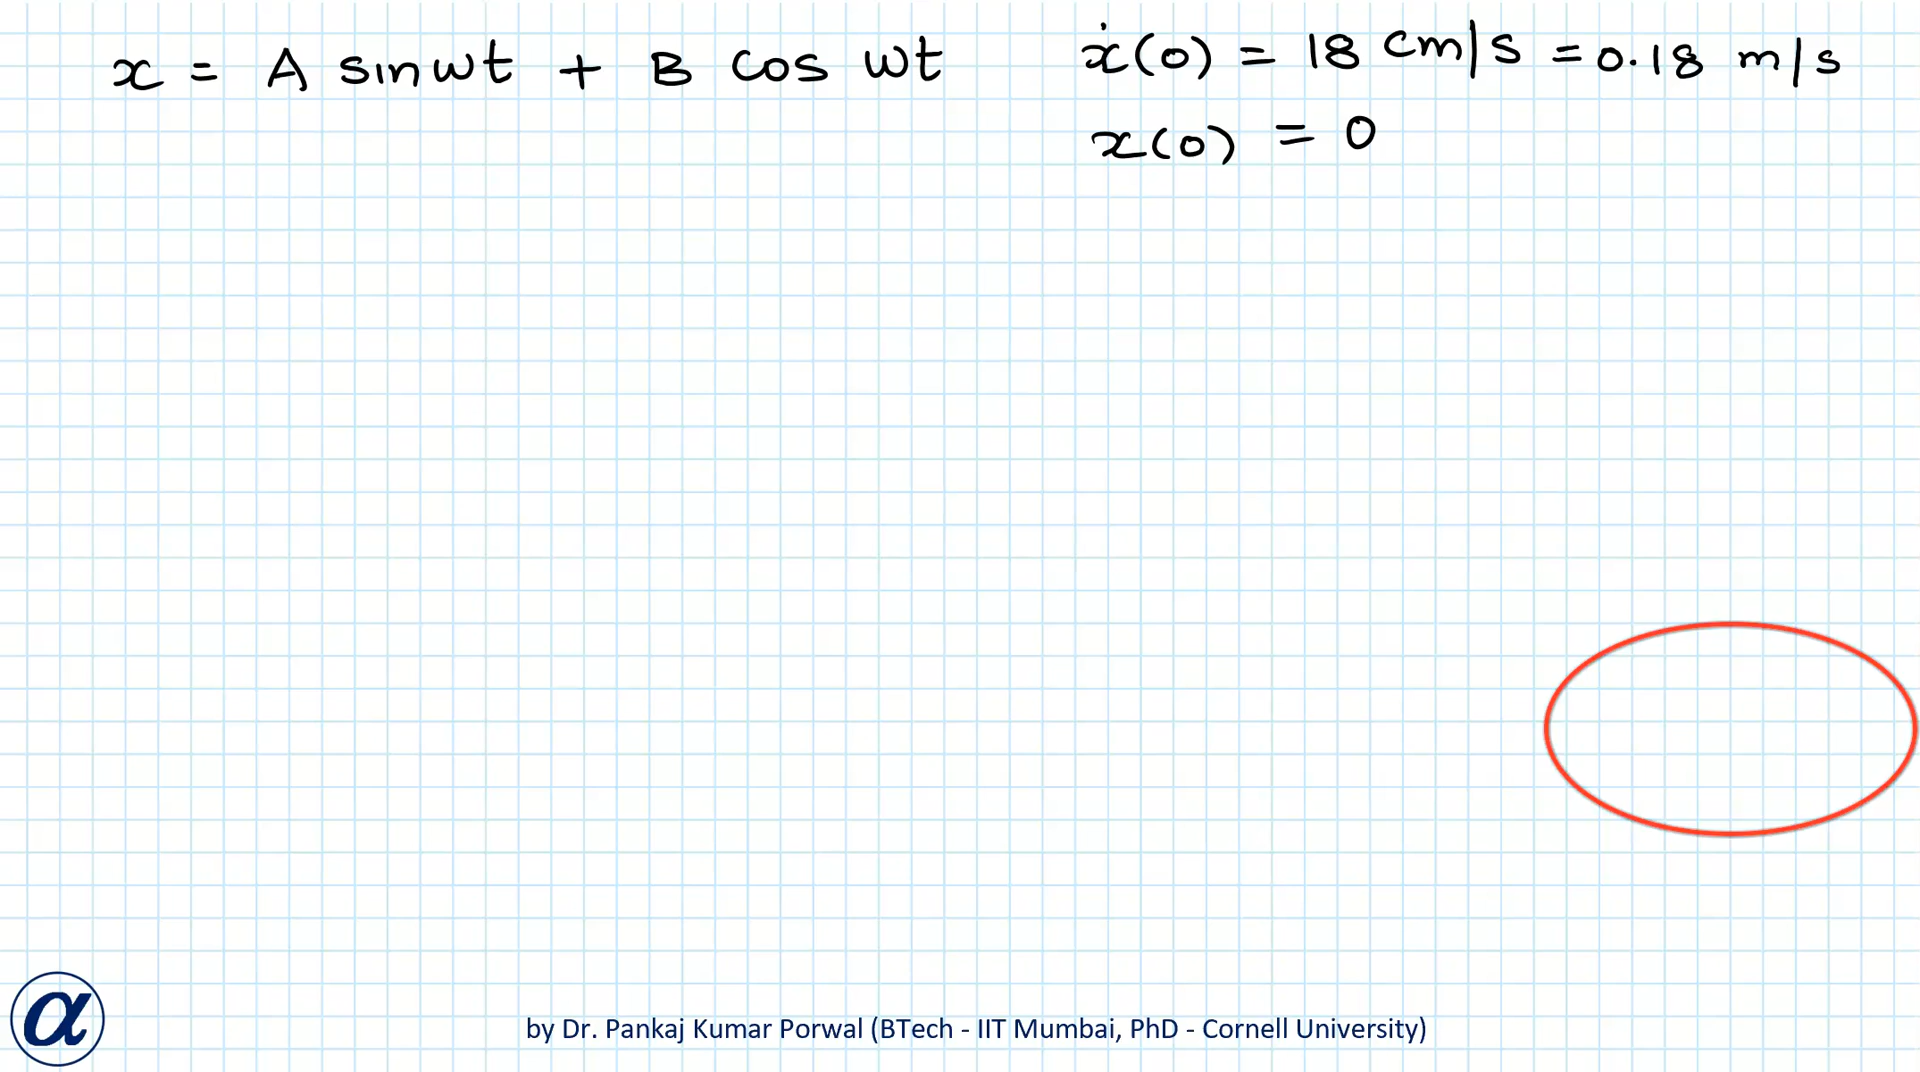 x = A sinωt + B cos ωt
ẋ(0) = 18 cm/s = 0.18 m/s
x(0) = 0
α
by Dr. Pankaj Kumar Porwal (BTech - IIT Mumbai, PhD - Cornell University)